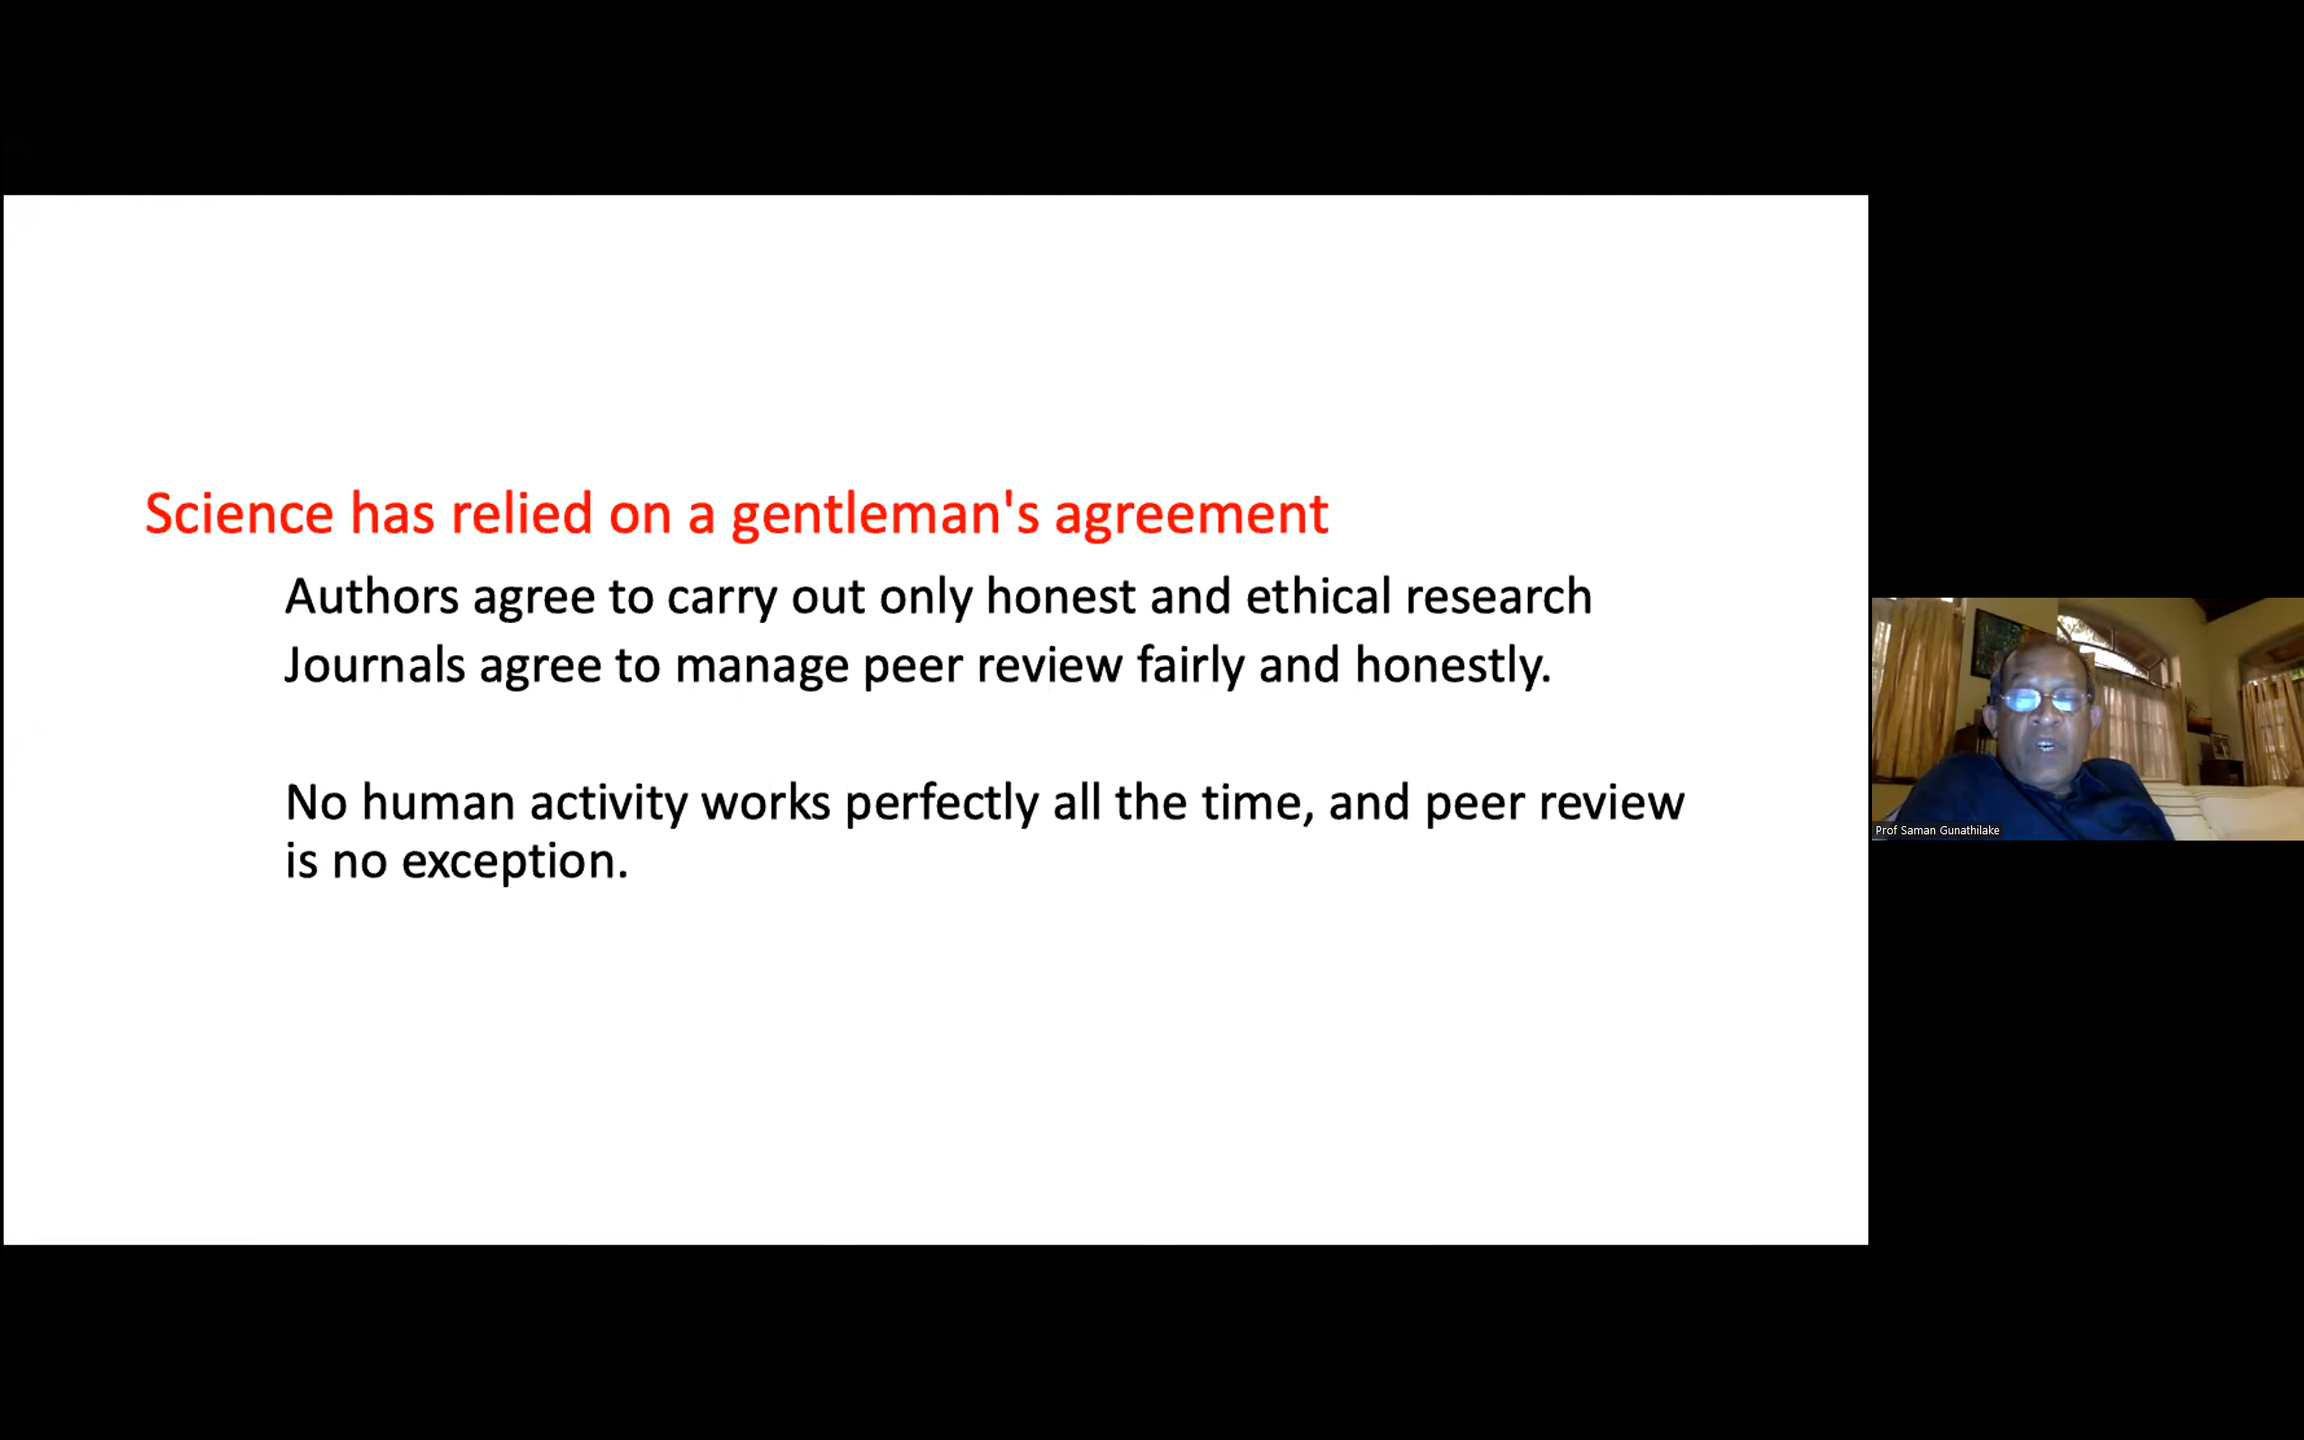 Science has relied on a gentleman's agreement
Authors agree to carry out only honest and ethical research
Journals agree to manage peer review fairly and honestly.
No human activity works perfectly all the time, and peer review
is no exception.
Prof Saman Gunathilake